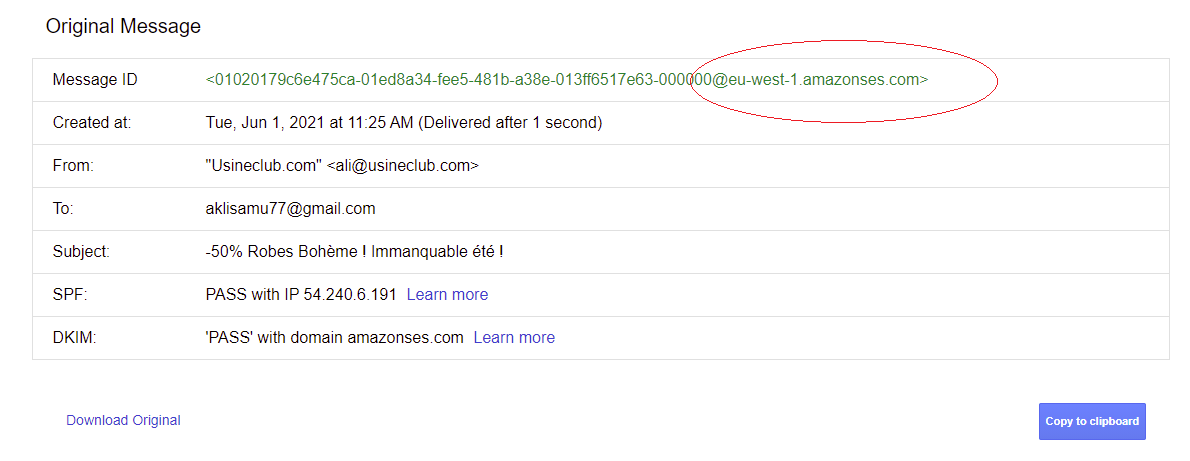 Original Message
Message ID <01020179c6e475ca-01ed8a34-fee5-481b-a38e-013ff6517e63-000000@eu-west-1.amazonses.com>
Created at: Tue, Jun 1, 2021 at 11:25 AM (Delivered after 1 second)
From: "Usineclub.com" <ali@usineclub.com>
To: aklisamu77@gmail.com
Subject: -50% Robes Bohème ! Immanquable été !
SPF: PASS with IP 54.240.6.191 Learn more
DKIM: 'PASS' with domain amazonses.com Learn more
Download Original Copy to clipboard